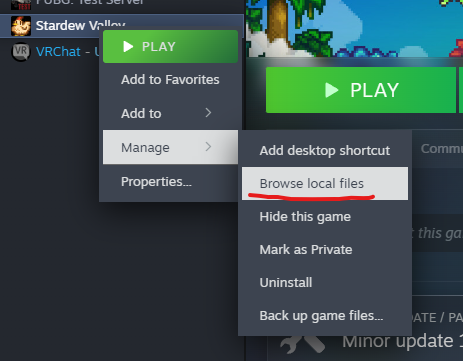 PUBG: Test Server
Stardew Valley
VRChat - U
PLAY
Add to Favorites
Add to
Manage
Properties...
PLAY
Add desktop shortcut
Browse local files
Hide this game
Mark as Private
Uninstall
Back up game files...
Commu
this ga
DATE / PA
Minor update 1